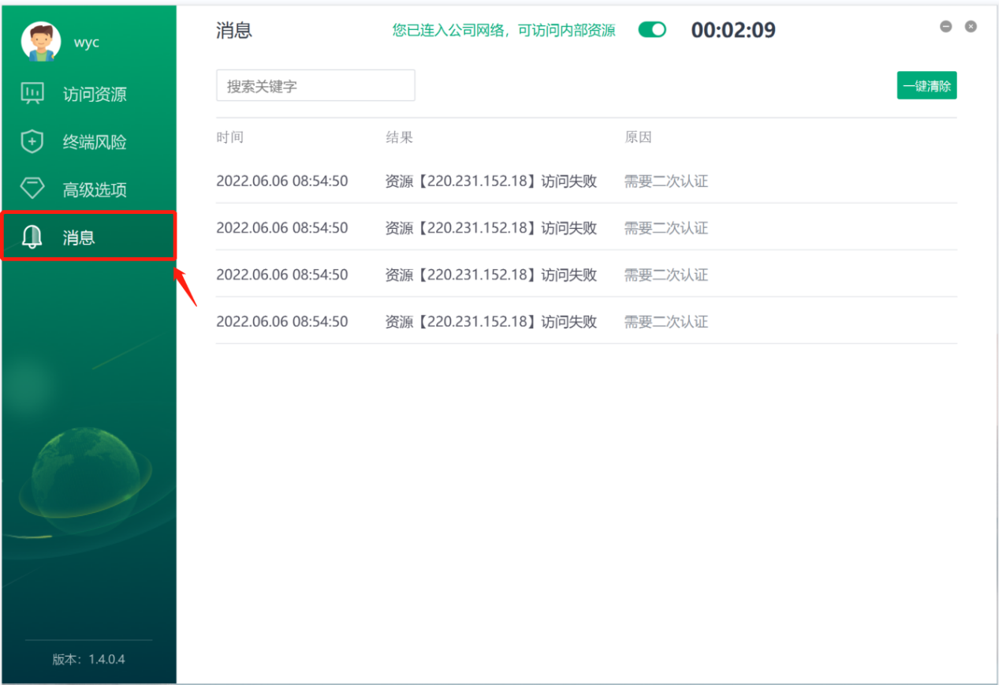 wyc
访问资源
终端风险
高级选项
消息
版本：1.4.0.4
消息
您已连入公司网络，可访问内部资源
00:02:09
搜索关键字
一键清除
时间 结果 原因
2022.06.06 08:54:50 资源【220.231.152.18】访问失败 需要二次认证
2022.06.06 08:54:50 资源【220.231.152.18】访问失败 需要二次认证
2022.06.06 08:54:50 资源【220.231.152.18】访问失败 需要二次认证
2022.06.06 08:54:50 资源【220.231.152.18】访问失败 需要二次认证